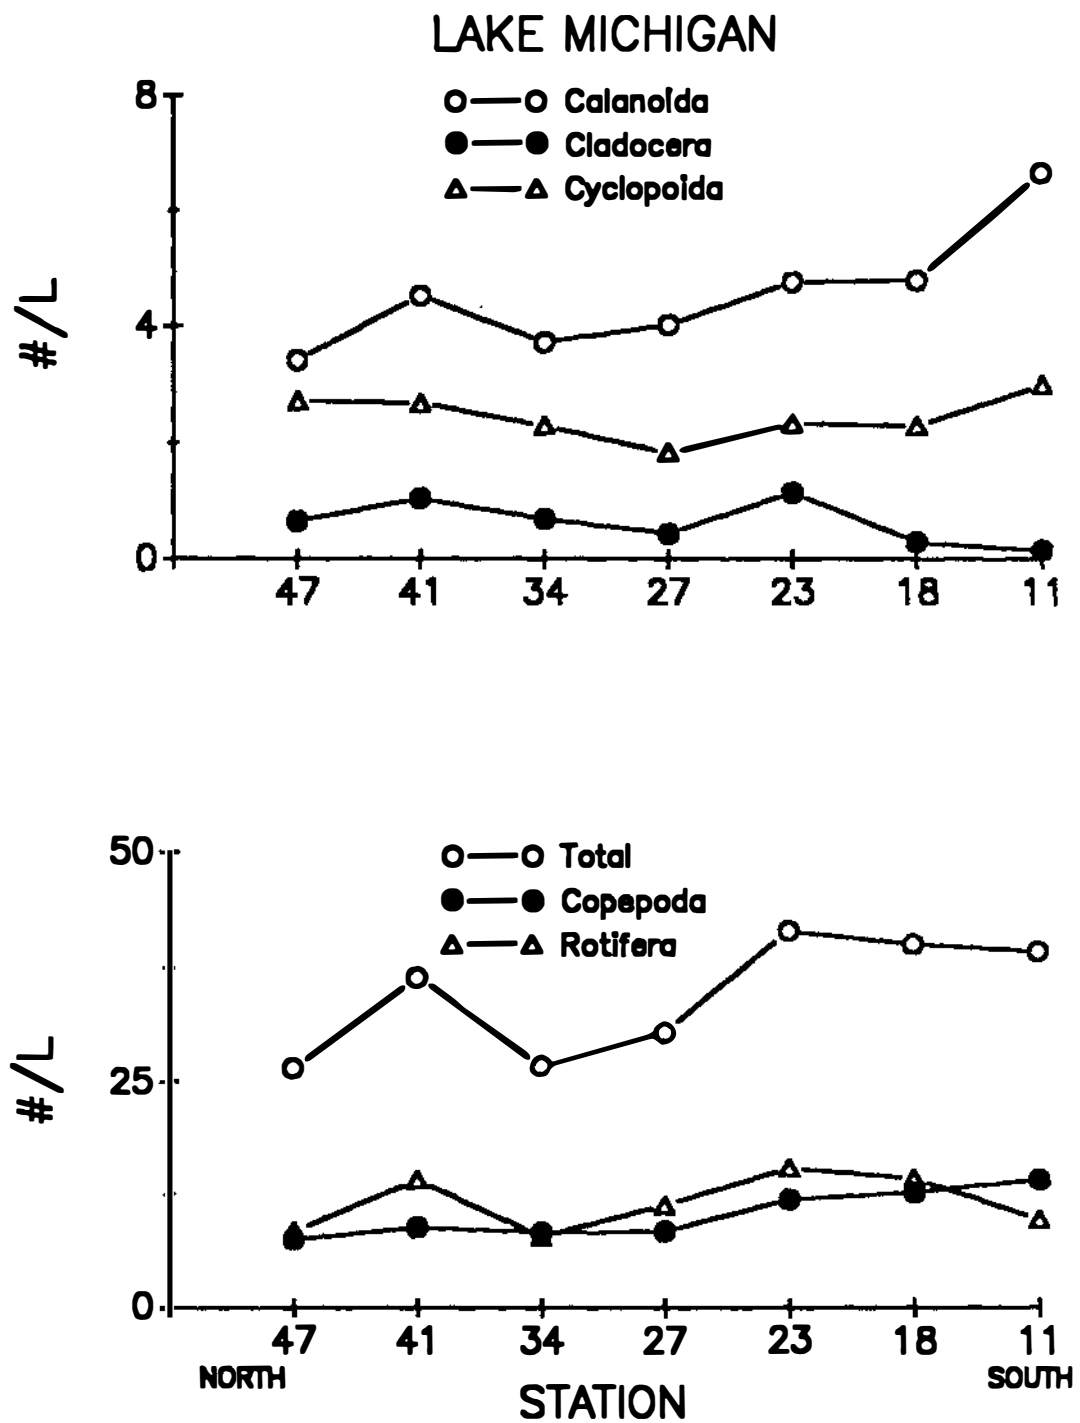 LAKE MICHIGAN
8
Calanoida
Cladocera
Cyclopoida
#/L
4
0
47 41 34 27 23 18 11
50
Total
Copepoda
Rotifera
#/L
25
0
47 41 34 27 23 18 11
NORTH SOUTH
STATION